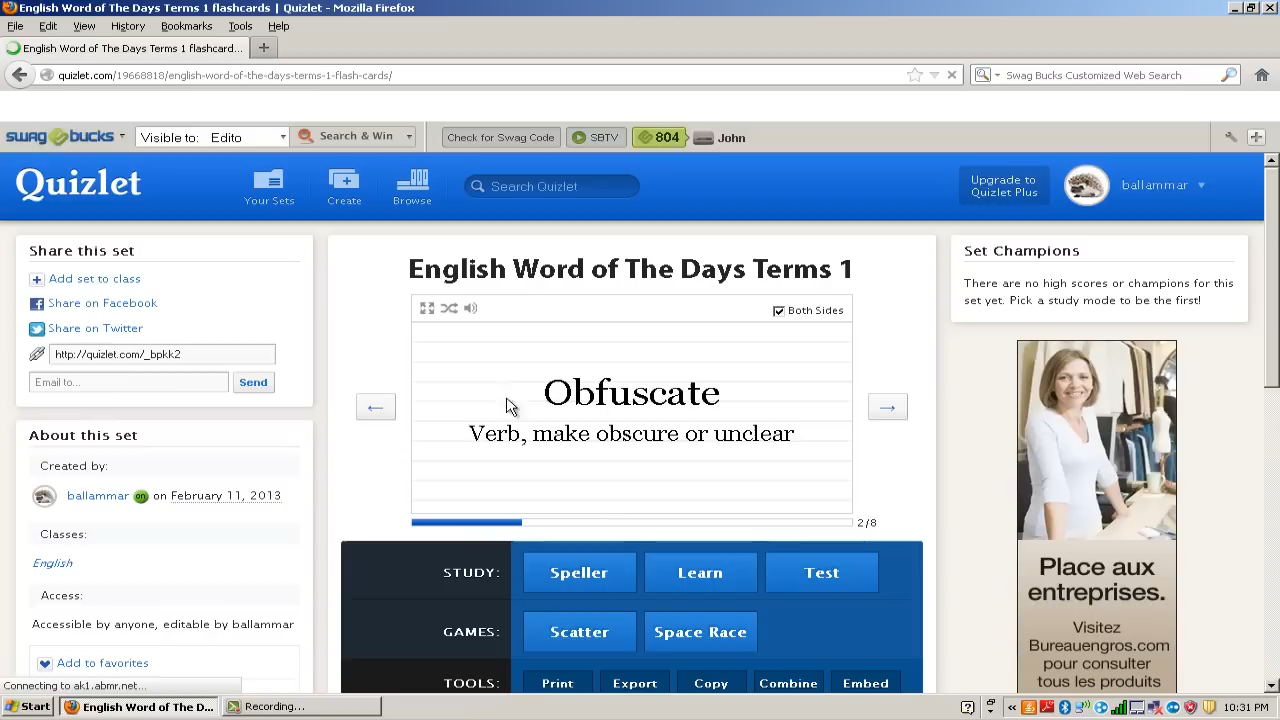 English Word of The Days Terms 1 flashcards | Quizlet - Mozilla Firefox
File Edit View History Bookmarks Tools Help
English Word of The Days Terms 1 flashcard...
quizlet.com/19668818/english-word-of-the-days-terms-1-flash-cards/
Swag Bucks Customized Web Search
swag bucks Visible to: Edito Search & Win Check for Swag Code SBTV 804 John
Quizlet
Your Sets
Create
Browse
Search Quizlet
Upgrade to
Quizlet Plus
ballammar
Share this set
Add set to class
Share on Facebook
Share on Twitter
http://quizlet.com/_bpkk2
Email to... Send
About this set
Created by:
ballammar on on February 11, 2013
Classes:
English
Access:
Accessible by anyone, editable by ballammar
Add to favorites
English Word of The Days Terms 1
Both Sides
Obfuscate
Verb, make obscure or unclear
← →
2/8
STUDY: Speller Learn Test
GAMES: Scatter Space Race
TOOLS: Print Export Copy Combine Embed
Set Champions
There are no high scores or champions for this
set yet. Pick a study mode to be the first!
Place aux
entreprises.
Visitez
Bureauengros.com
pour consulter
tous les produits
Connecting to ak1.abmr.net...
Start English Word of The D... Recording... 10:31 PM